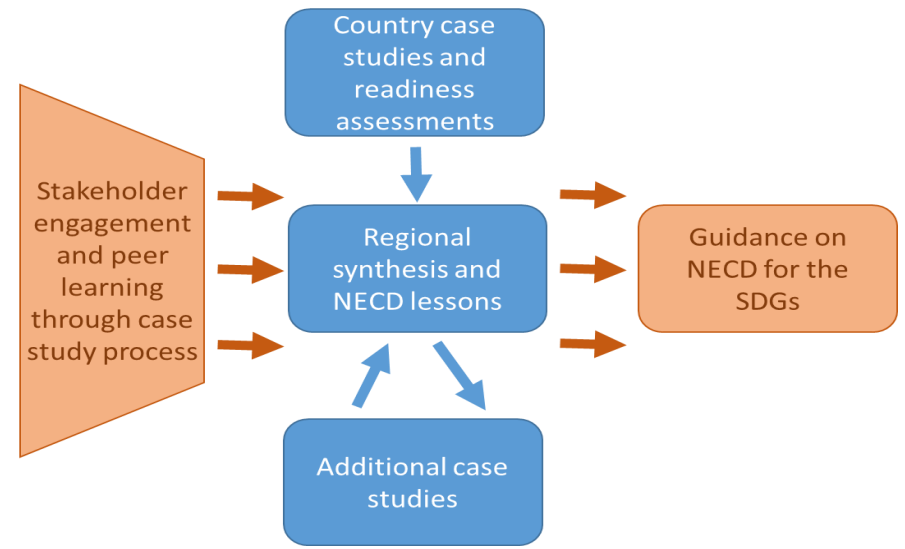 Country case
studies and
readiness
assessments
Stakeholder
engagement
and peer
learning
through case
study process
Regional
synthesis and
NECD lessons
Guidance on
NECD for the
SDGs
Additional case
studies